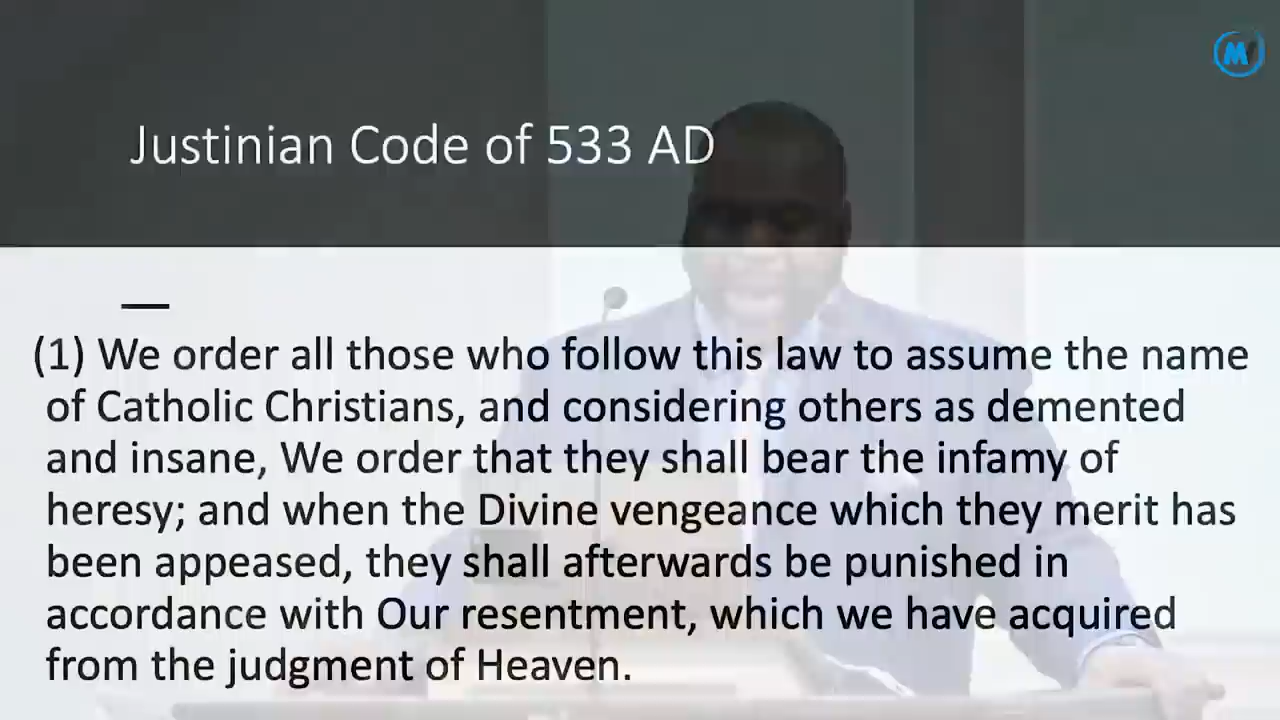 M
Justinian Code of 533 AD
(1) We order all those who follow this law to assume the name
of Catholic Christians, and considering others as demented
and insane, We order that they shall bear the infamy of
heresy; and when the Divine vengeance which they merit has
been appeased, they shall afterwards be punished in
accordance with Our resentment, which we have acquired
from the judgment of Heaven.